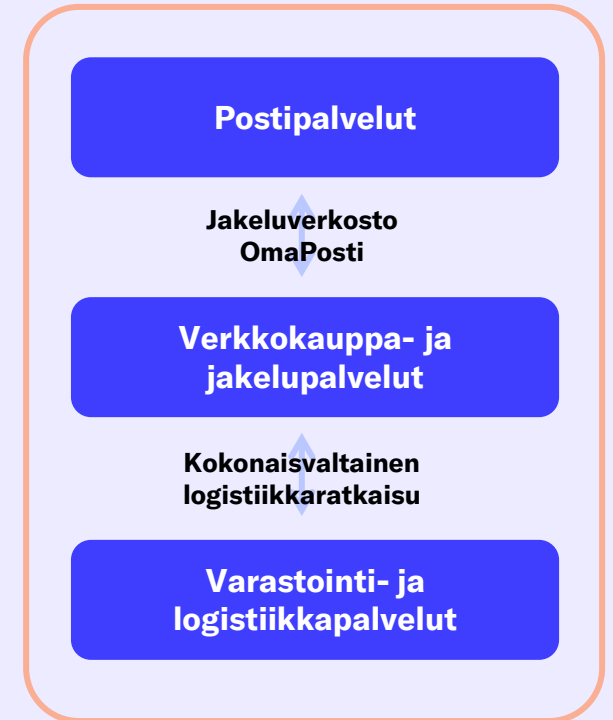 Postipalvelut
Jakeluverkosto
OmaPosti
Verkkokauppa- ja
jakelupalvelut
Kokonaisvaltainen
logistiikkaratkaisu
Varastointi- ja
logistiikkapalvelut